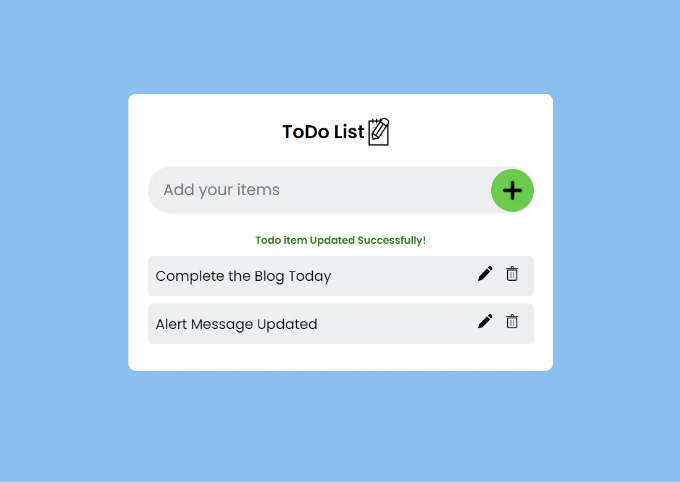 ToDo List
Add your items
Todo item Updated Successfully!
Complete the Blog Today
Alert Message Updated